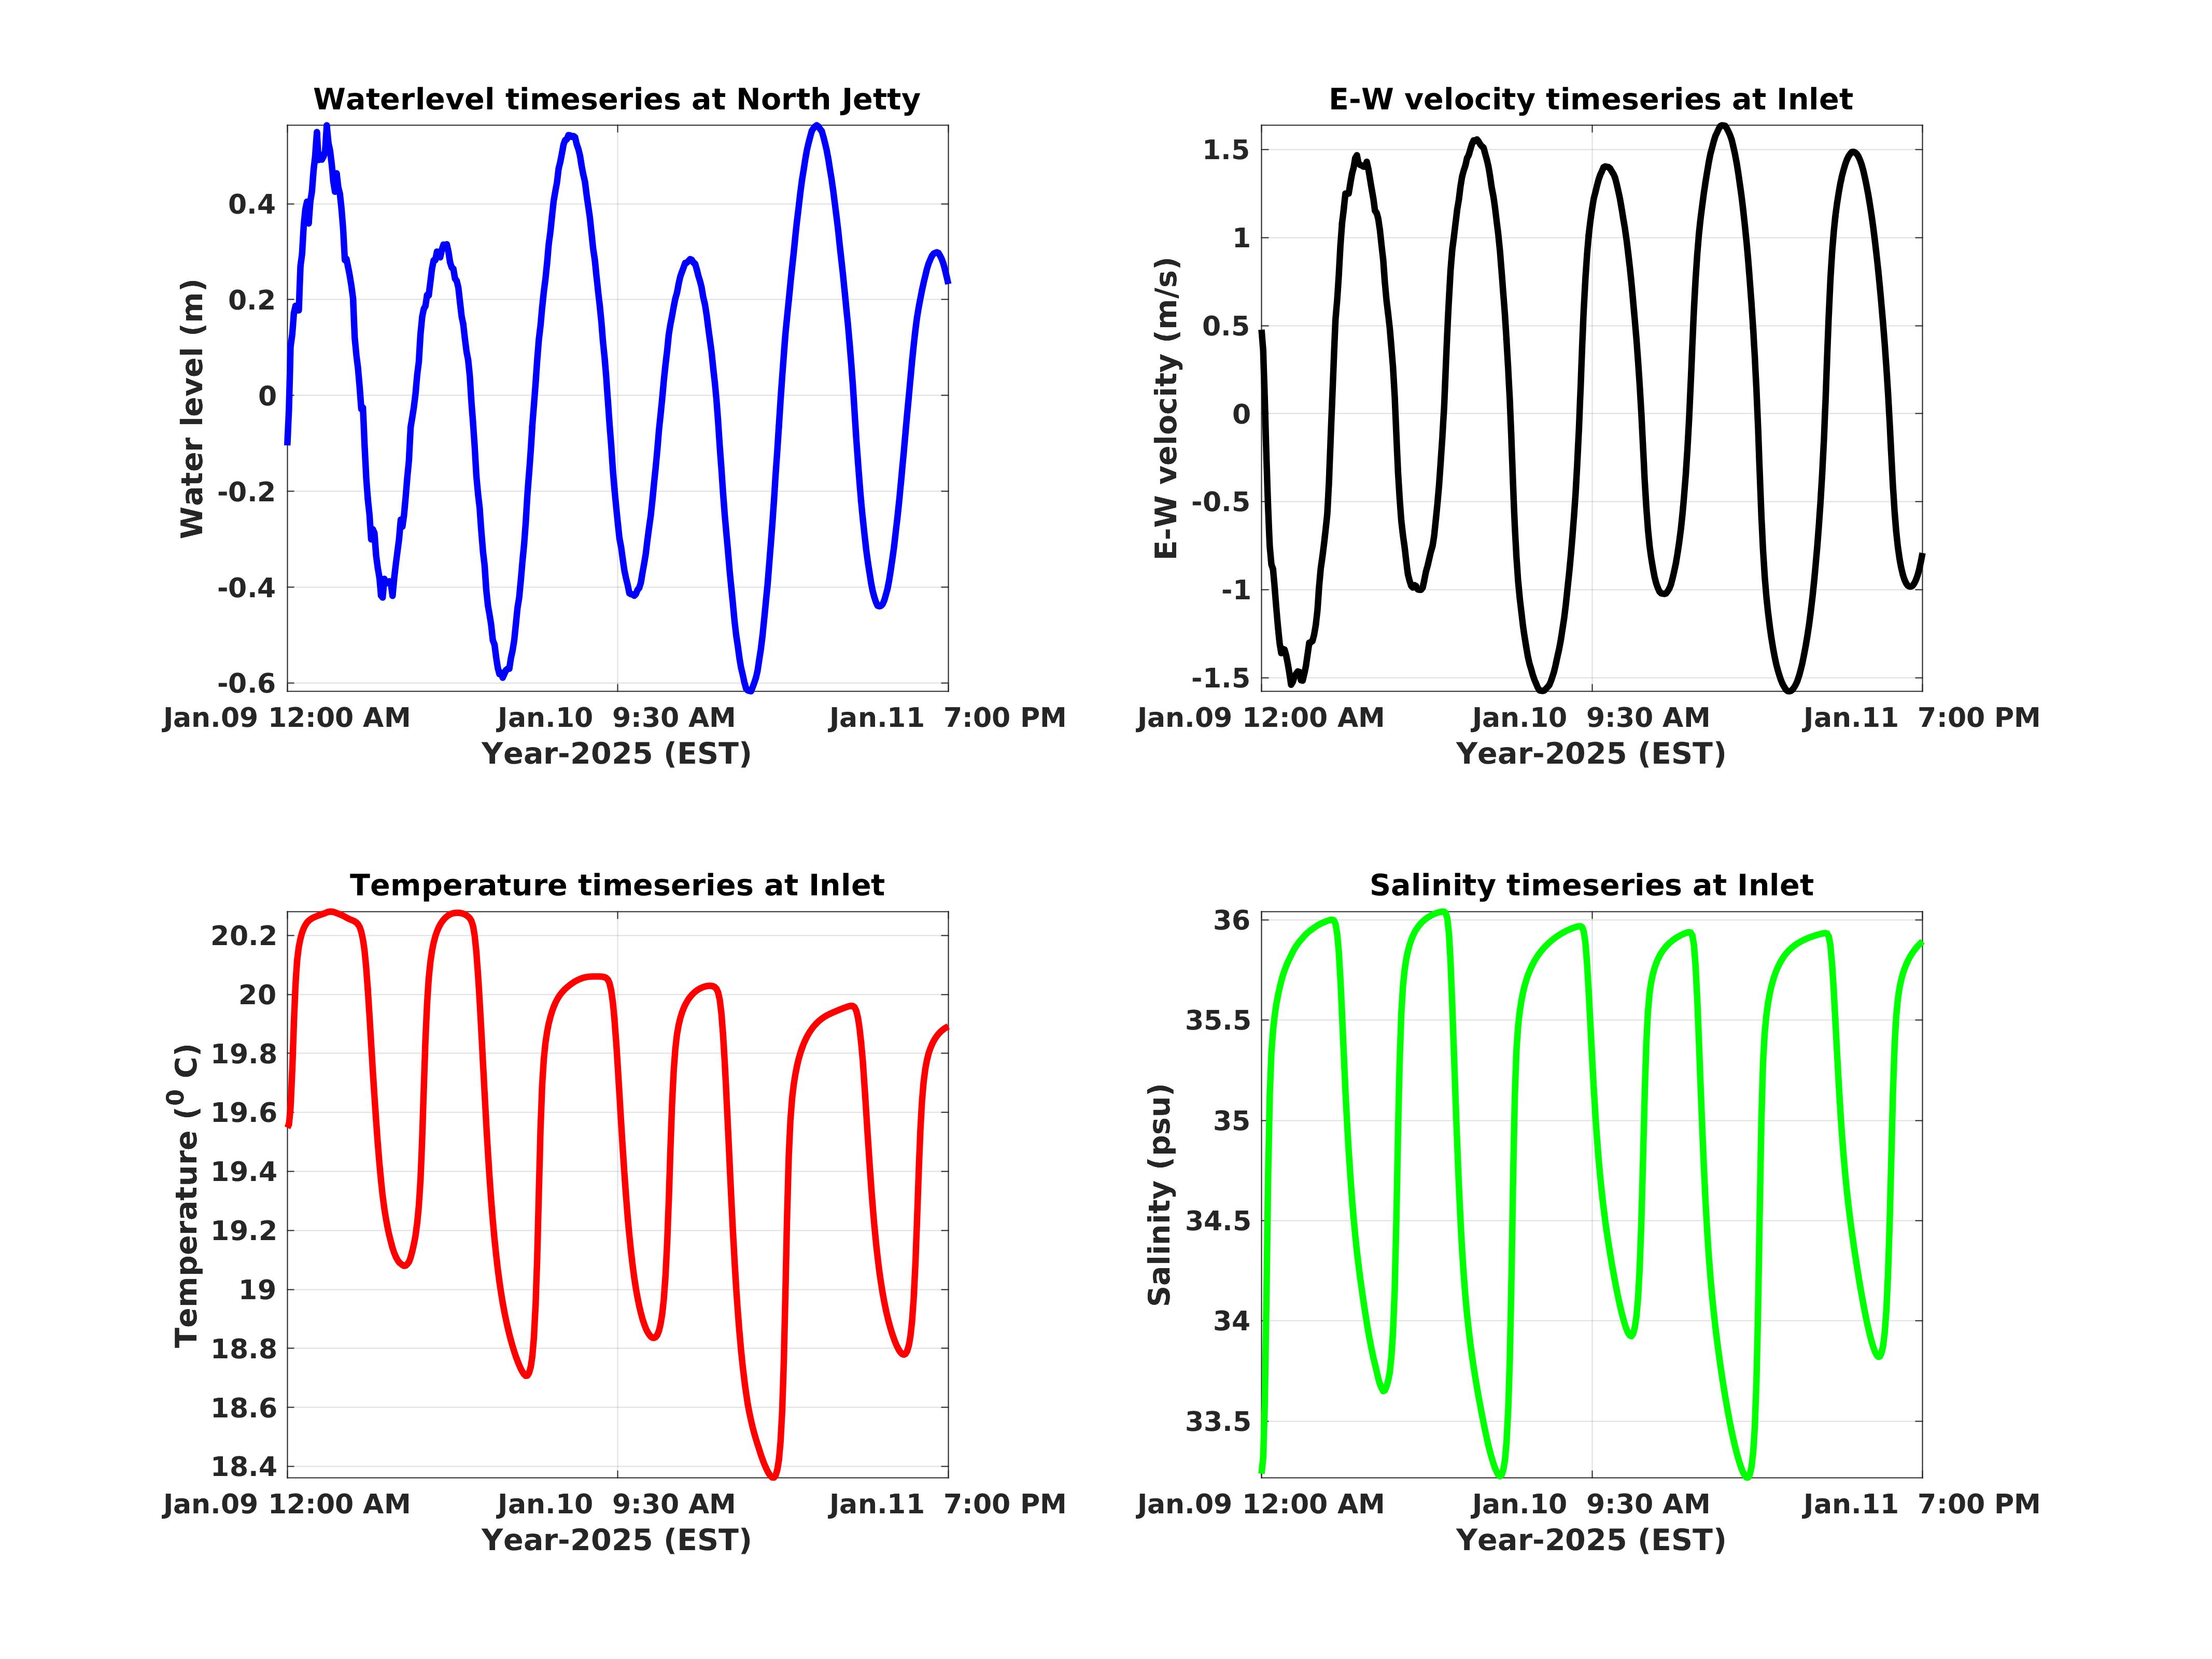 Waterlevel timeseries at North Jetty
Water level (m)
0.4
0.2
0
-0.2
-0.4
-0.6
Jan.09 12:00 AM
Jan.10 9:30 AM
Jan.11 7:00 PM
Year-2025 (EST)
E-W velocity timeseries at Inlet
E-W velocity (m/s)
1.5
1
0.5
0
-0.5
-1
-1.5
Jan.09 12:00 AM
Jan.10 9:30 AM
Jan.11 7:00 PM
Year-2025 (EST)
Temperature timeseries at Inlet
Temperature (⁰ C)
20.2
20
19.8
19.6
19.4
19.2
19
18.8
18.6
18.4
Jan.09 12:00 AM
Jan.10 9:30 AM
Jan.11 7:00 PM
Year-2025 (EST)
Salinity timeseries at Inlet
Salinity (psu)
36
35.5
35
34.5
34
33.5
Jan.09 12:00 AM
Jan.10 9:30 AM
Jan.11 7:00 PM
Year-2025 (EST)